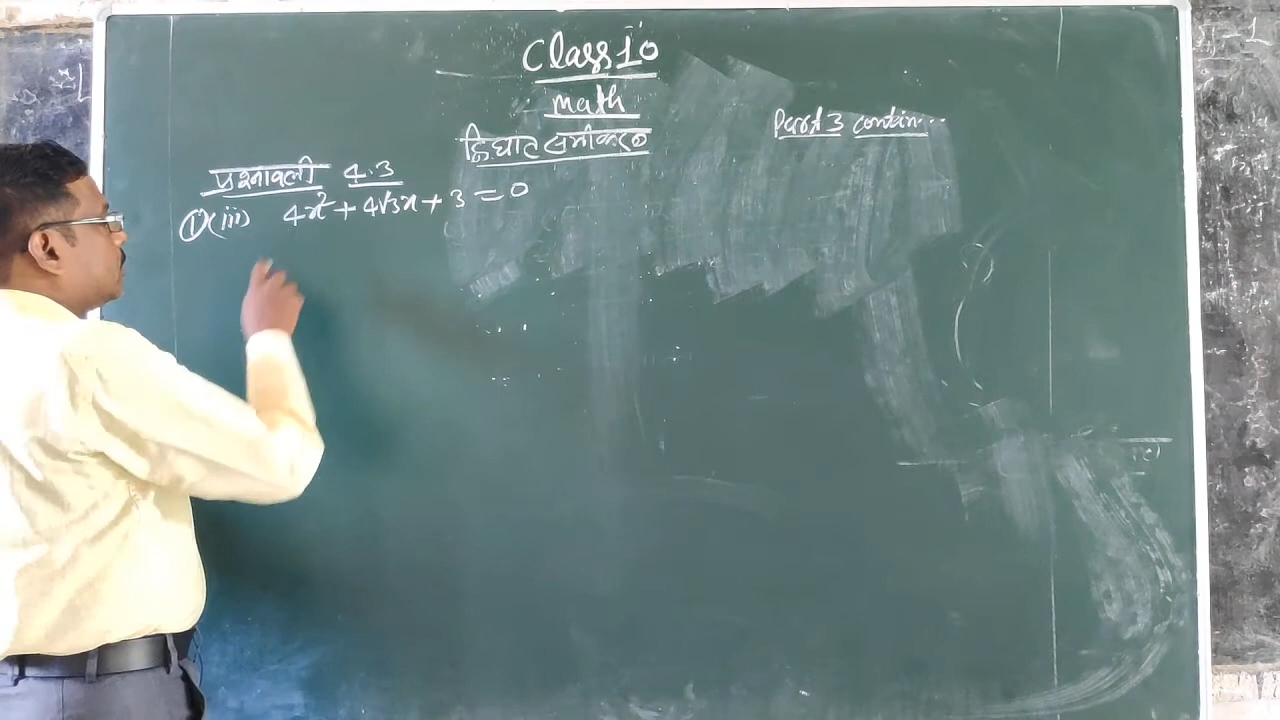 Class 10
math
द्विघात समीकरण
Part 3 contin...
प्रश्नावली 4.3
① (iii) 4x² + 4√3x + 3 = 0